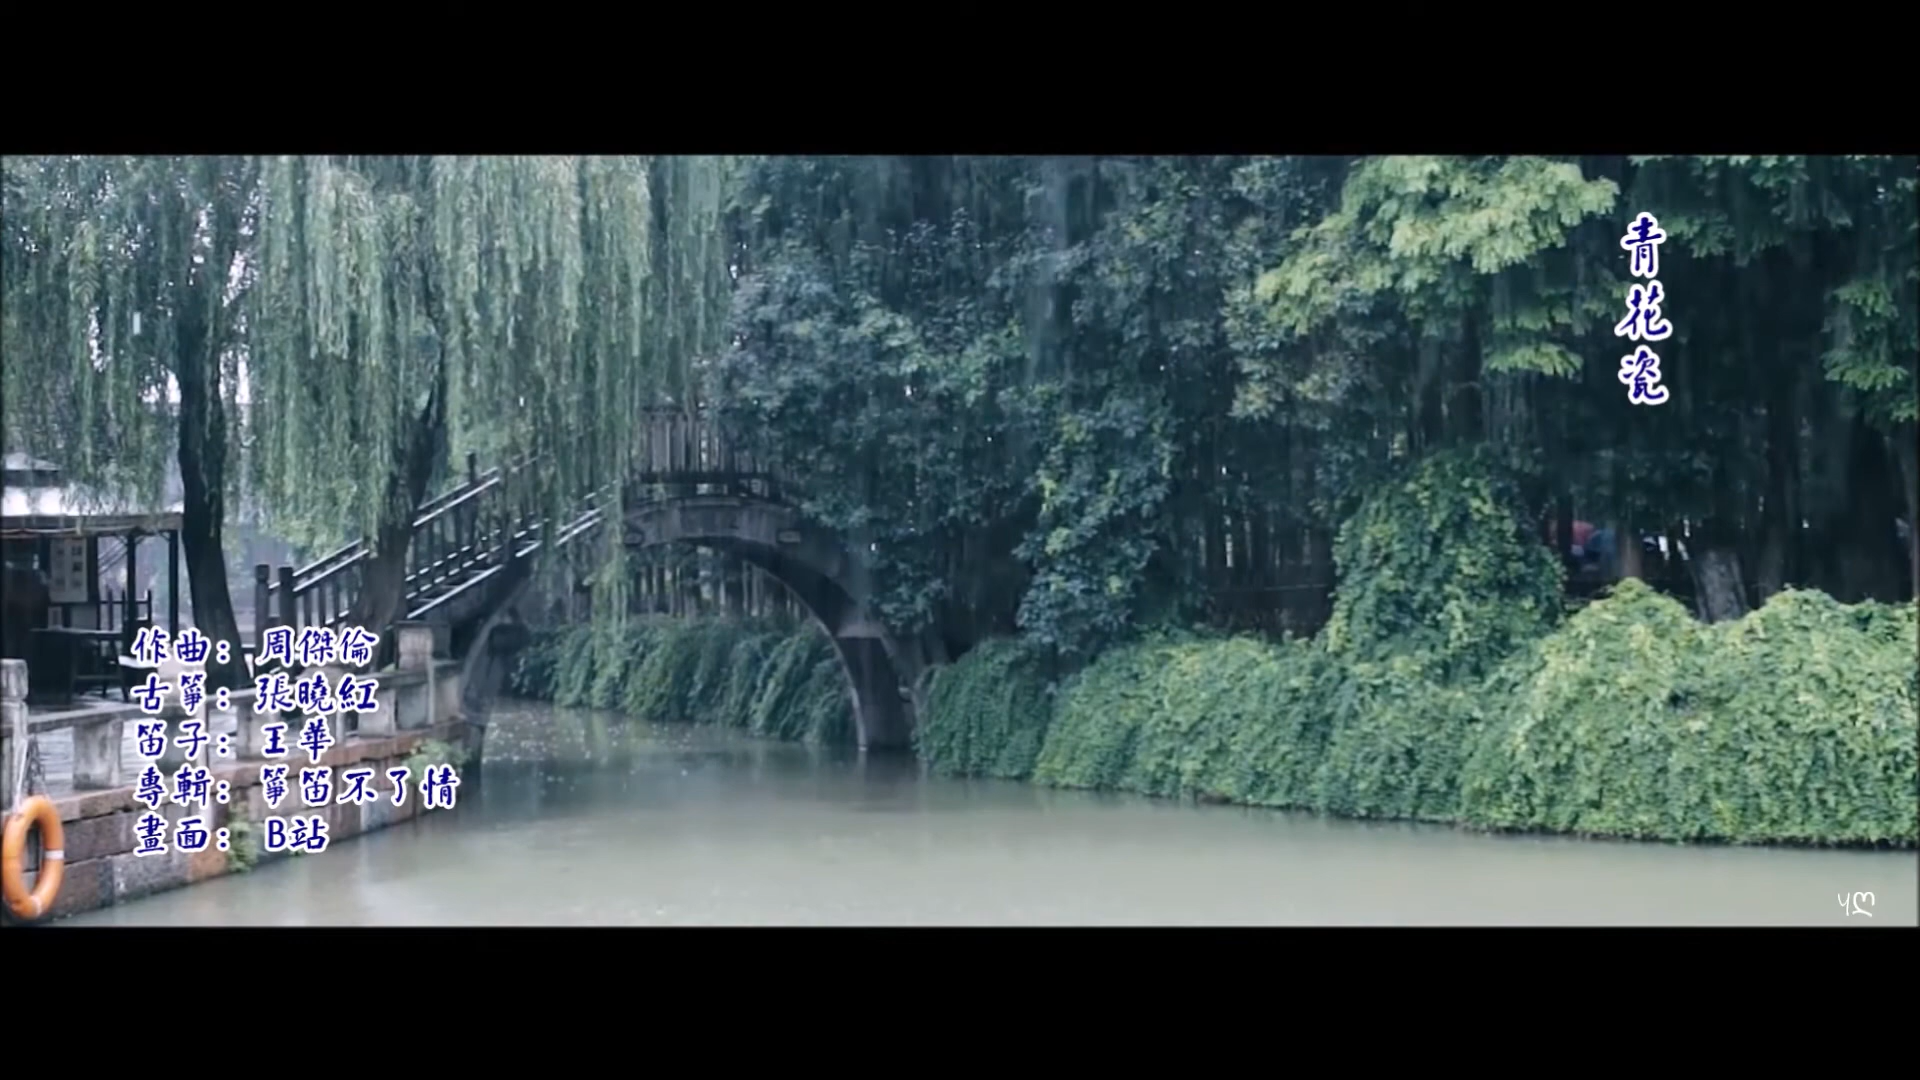 青花瓷
作曲：周傑倫
古箏：張曉紅
笛子：王華
專輯：箏笛不了情
畫面：B站